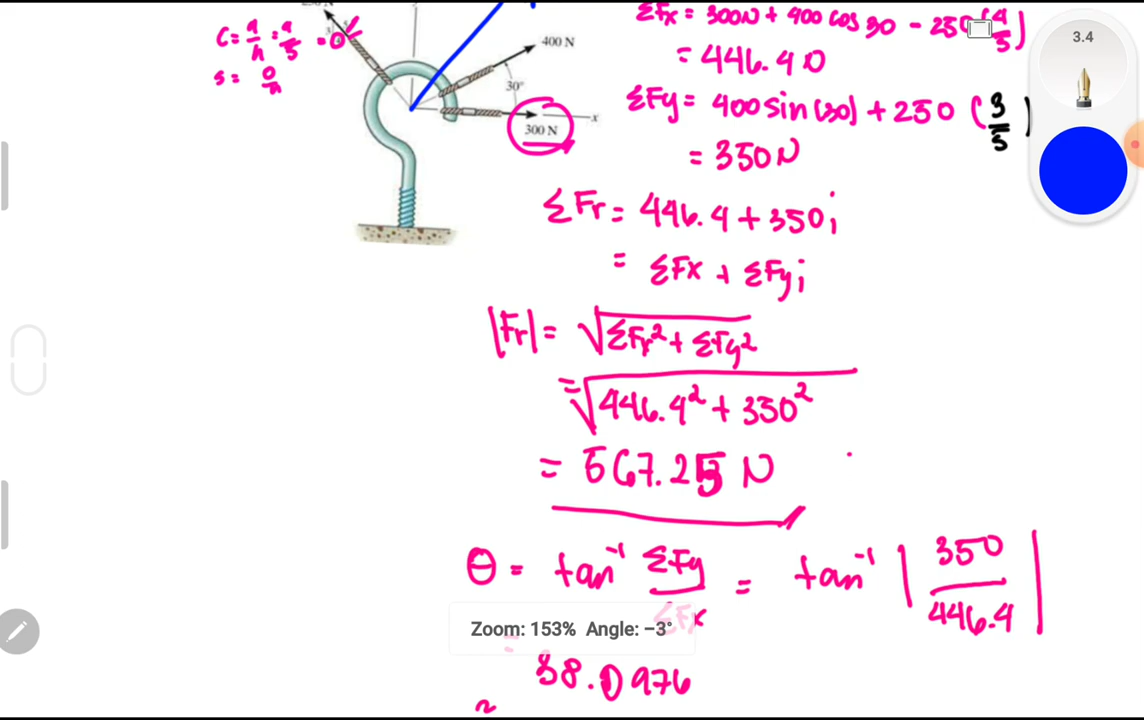 ΣFx = 300N + 400 cos 30 - 250 (4/5)
= 446.4 N
ΣFy = 400 sin (30) + 250 (3/5)
= 350 N
C = a/h = 4/5
S = o/h
400 N
30°
x
300 N
ΣFr = 446.4 + 350j
= ΣFx + ΣFyj
|Fr| = √ΣFx² + ΣFy²
= √446.4² + 350²
= 567.25 N
θ = tan⁻¹ ΣFy/ΣFx = tan⁻¹ |350/446.4|
= 38.0976
3.4
Zoom: 153% Angle: −3°